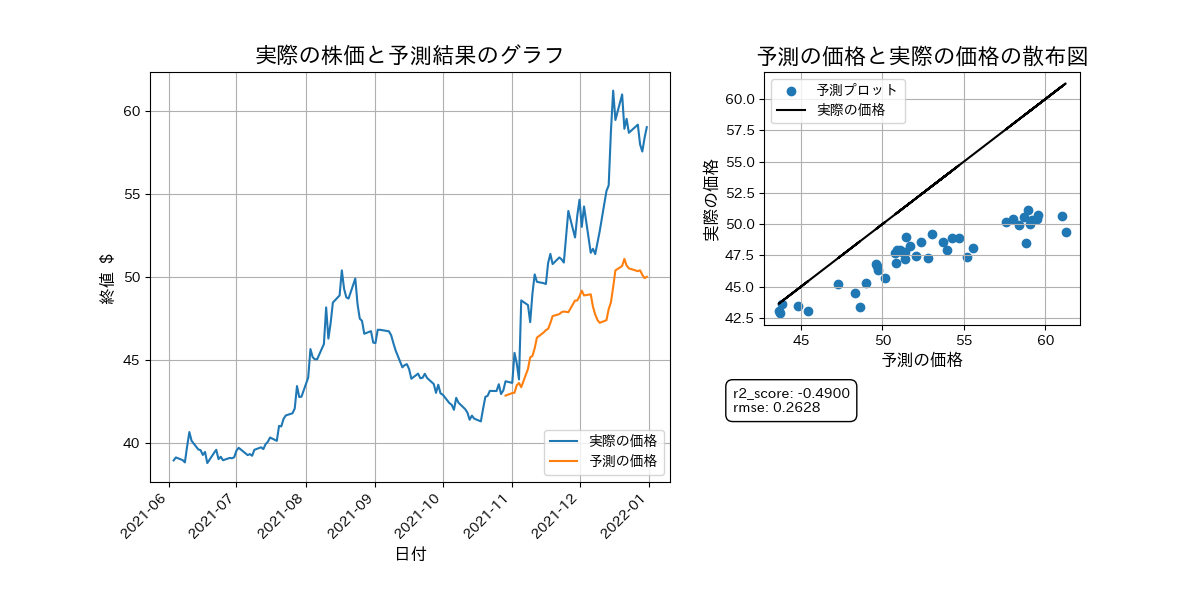 実際の株価と予測結果のグラフ
終値 $
60
55
50
45
40
2021-06
2021-07
2021-08
2021-09
2021-10
2021-11
2021-12
2022-01
日付
実際の価格
予測の価格
予測の価格と実際の価格の散布図
実際の価格
60.0
57.5
55.0
52.5
50.0
47.5
45.0
42.5
45
50
55
60
予測の価格
予測プロット
実際の価格
r2_score: -0.4900
rmse: 0.2628